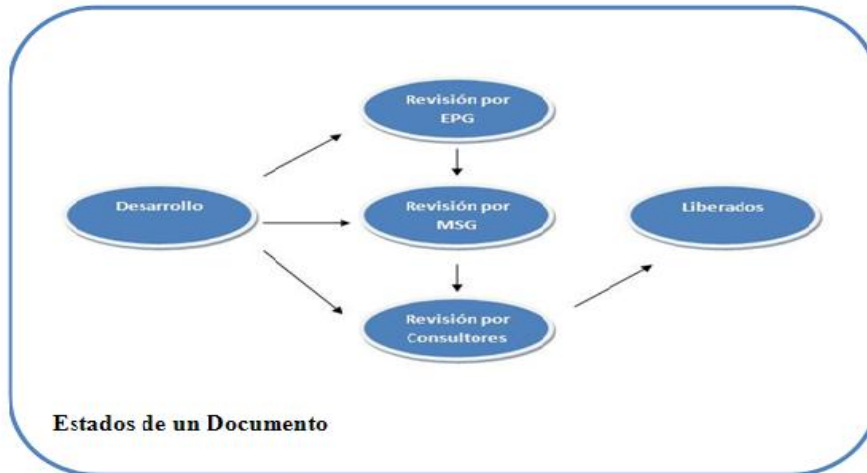 Revisión por
EPG
Desarrollo
Revisión por
MSG
Liberados
Revisión por
Consultores
Estados de un Documento